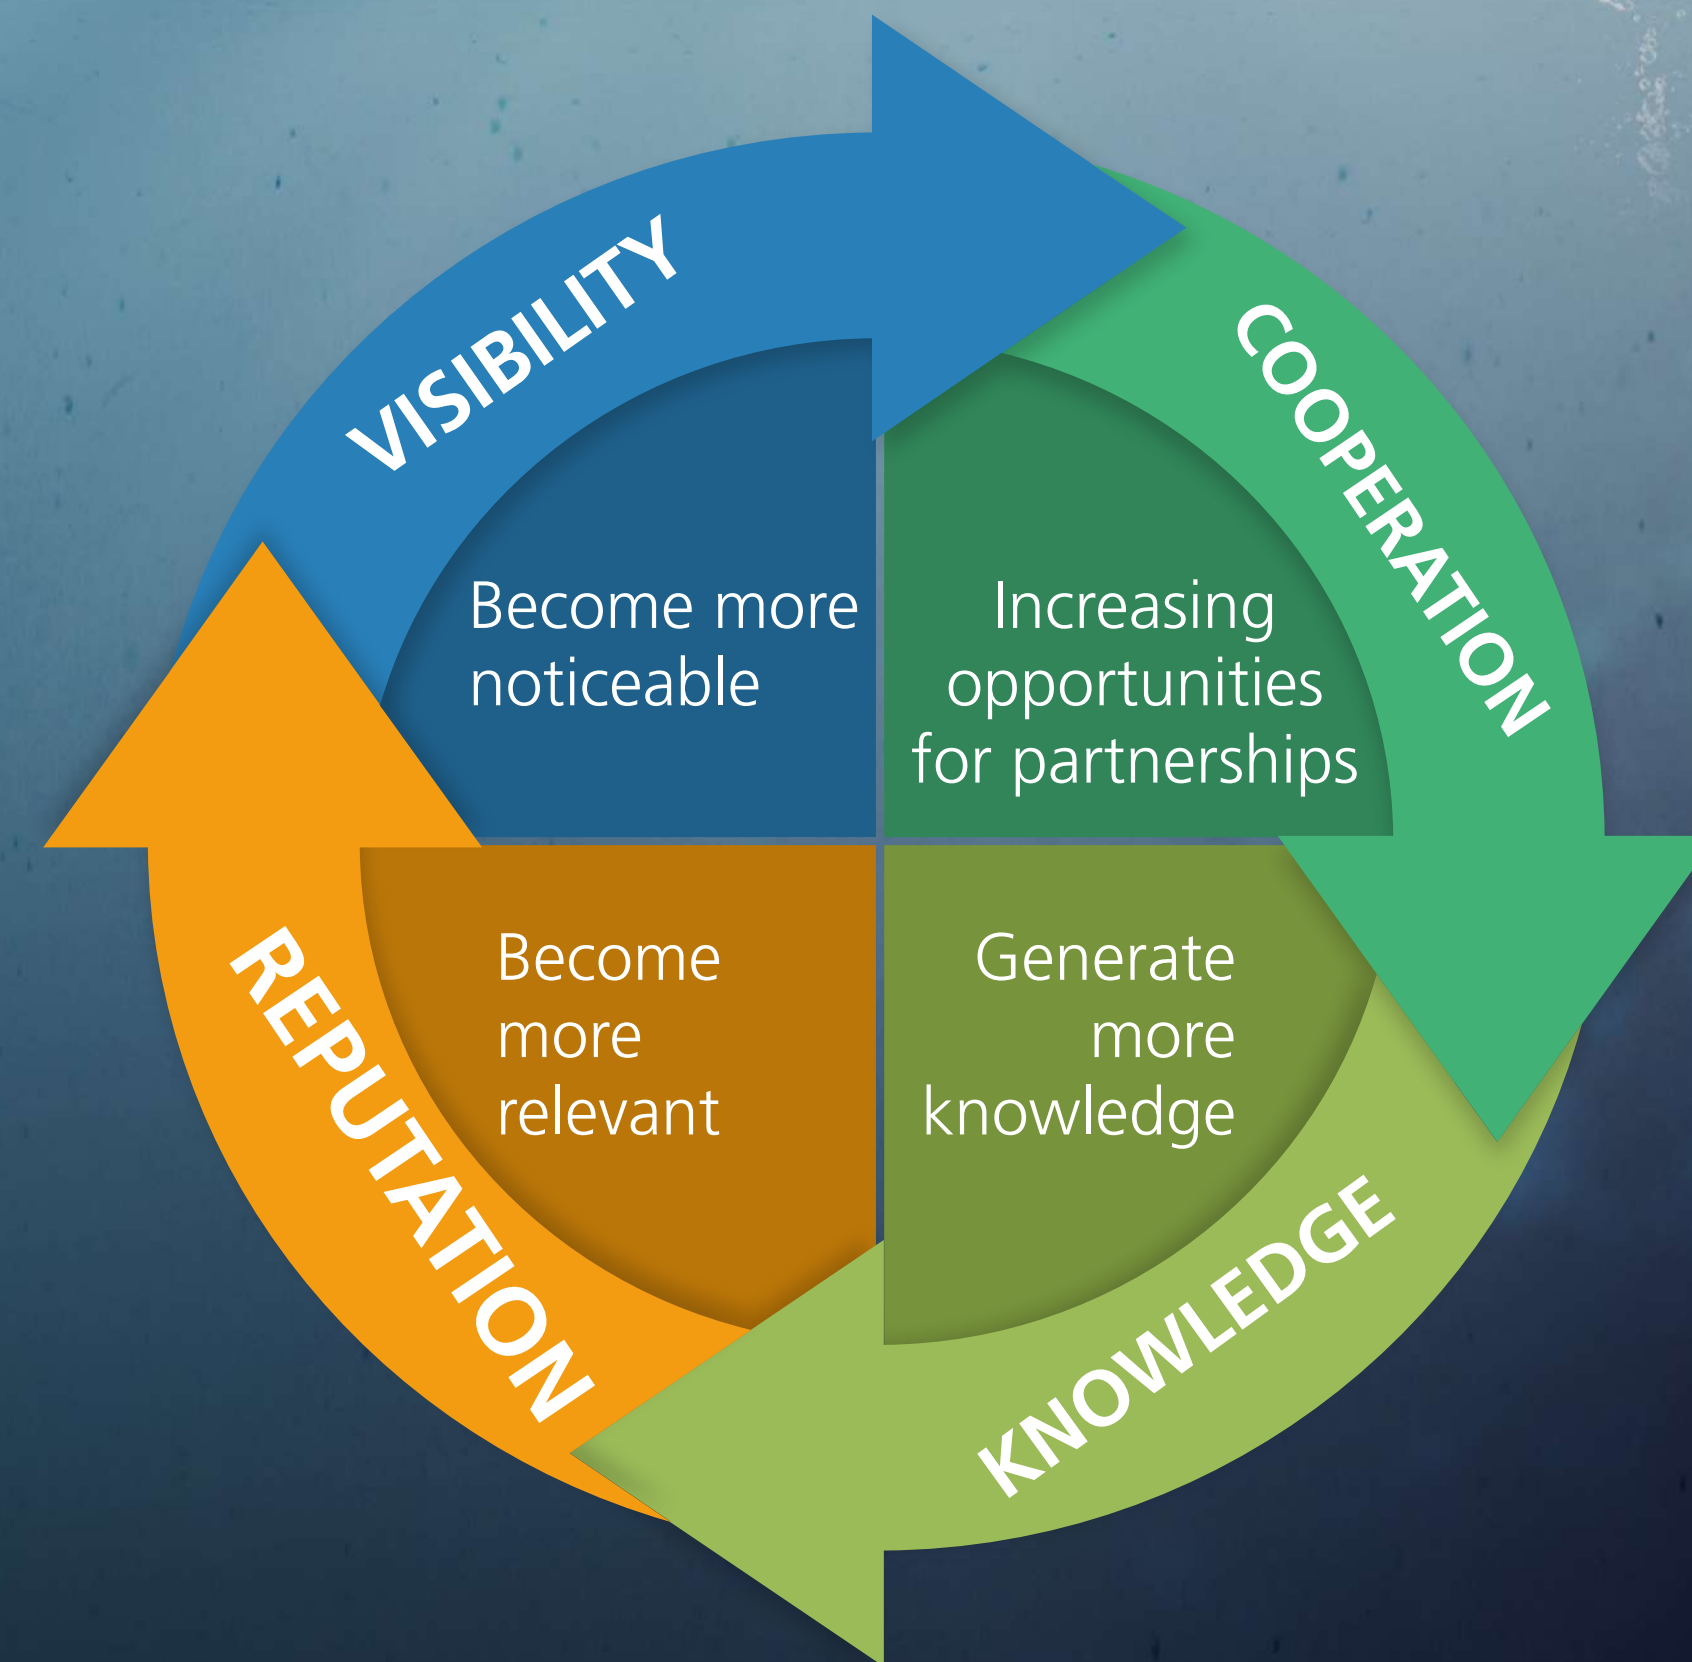 VISIBILITY
Become more
noticeable
COOPERATION
Increasing
opportunities
for partnerships
KNOWLEDGE
Generate
more
knowledge
REPUTATION
Become
more
relevant